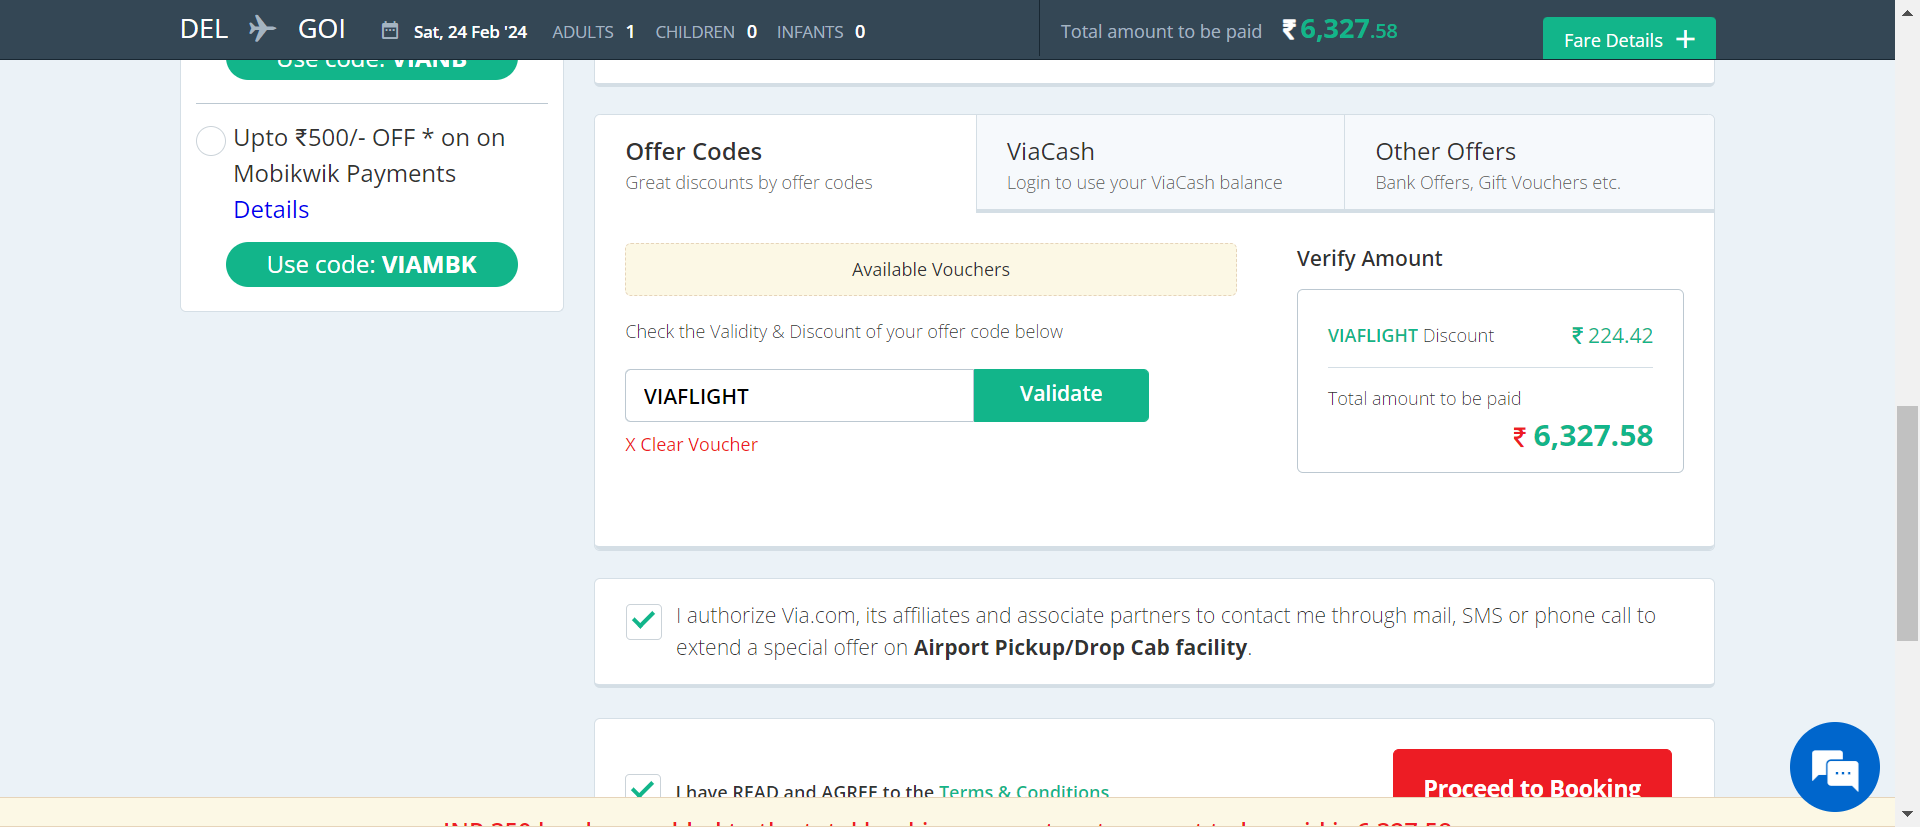 DEL GOI Sat, 24 Feb '24 ADULTS 1 CHILDREN 0 INFANTS 0 Total amount to be paid ₹6,327.58 Fare Details +
Use code: VIANB
Upto ₹500/- OFF * on on
Mobikwik Payments
Details
Use code: VIAMBK
Offer Codes
Great discounts by offer codes
ViaCash
Login to use your ViaCash balance
Other Offers
Bank Offers, Gift Vouchers etc.
Available Vouchers
Check the Validity & Discount of your offer code below
VIAFLIGHT
Validate
X Clear Voucher
Verify Amount
VIAFLIGHT Discount ₹ 224.42
Total amount to be paid
₹ 6,327.58
I authorize Via.com, its affiliates and associate partners to contact me through mail, SMS or phone call to
extend a special offer on Airport Pickup/Drop Cab facility.
I have READ and AGREE to the Terms & Conditions
Proceed to Booking